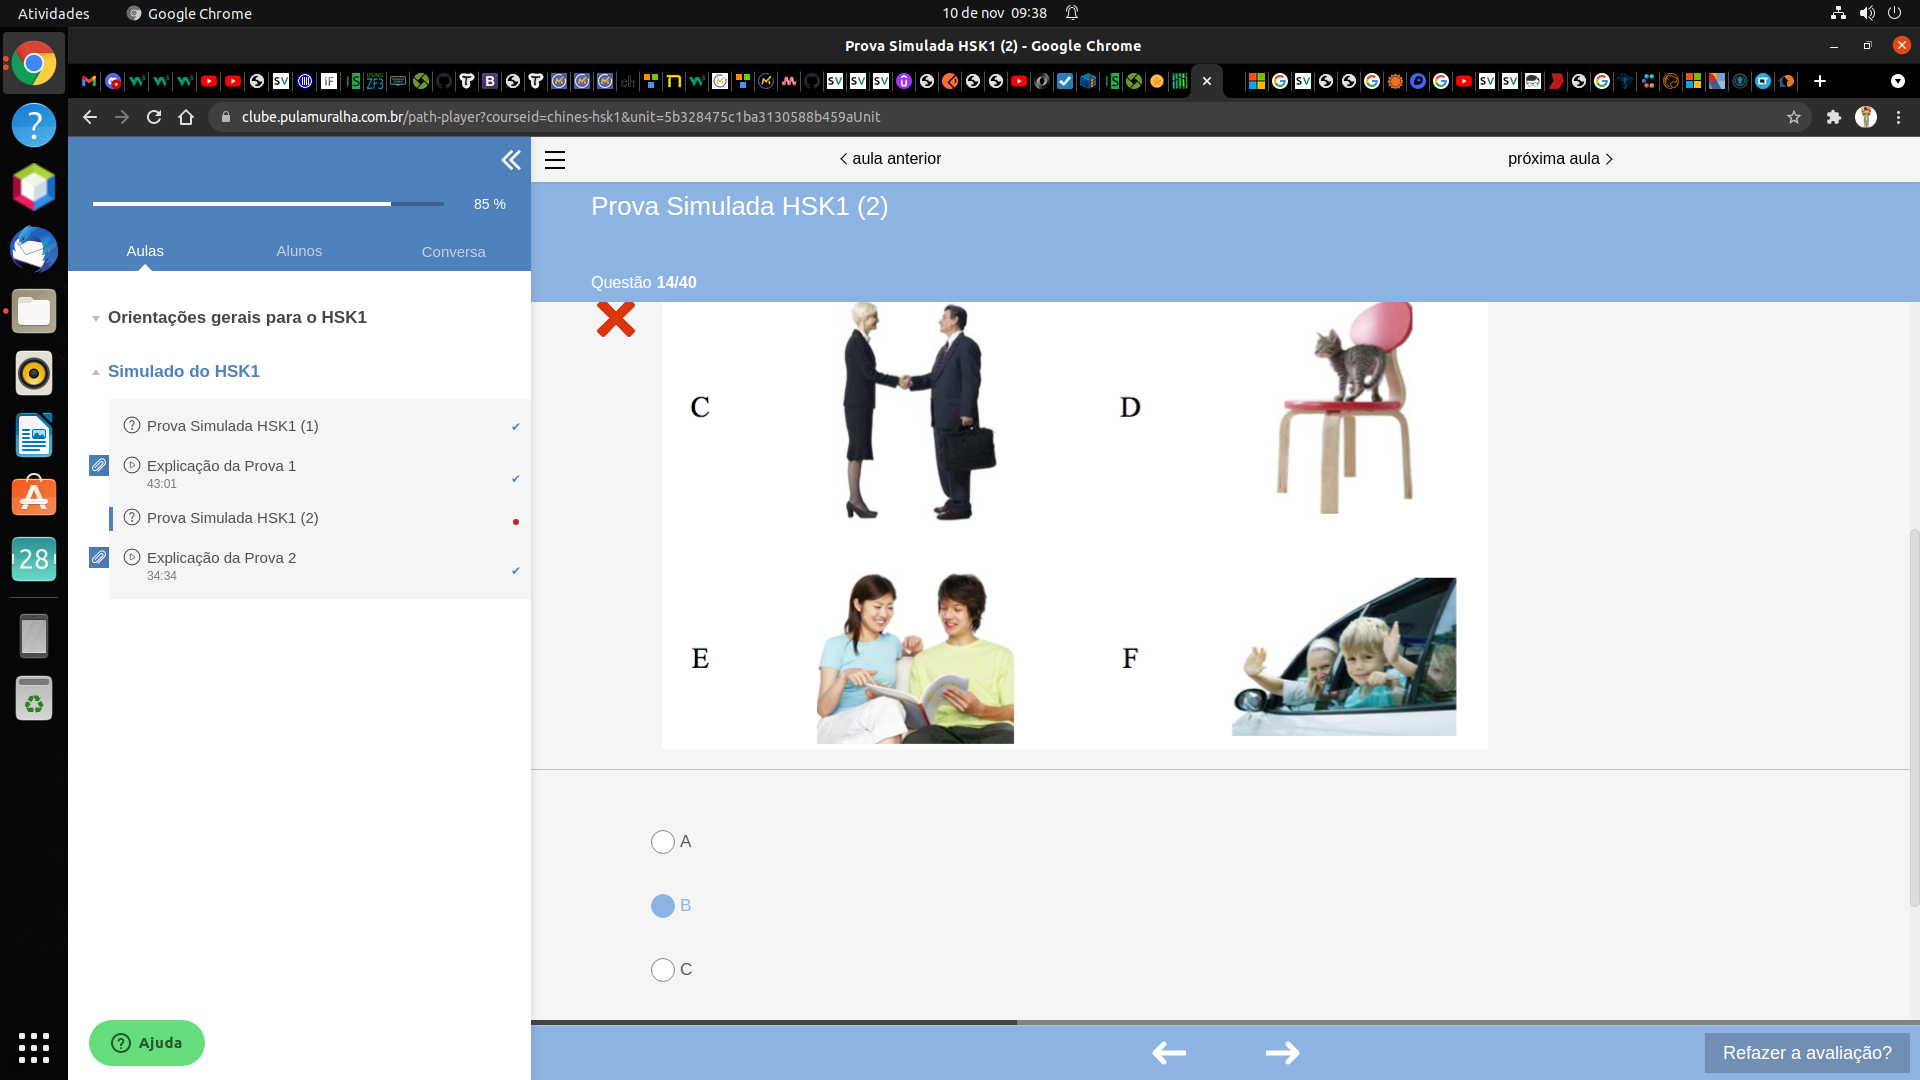 Atividades
Google Chrome
10 de nov 09:38
Prova Simulada HSK1 (2) - Google Chrome
clube.pulamuralha.com.br/path-player?courseid=chines-hsk1&unit=5b328475c1ba3130588b459aUnit
85 %
Aulas
Alunos
Conversa
Orientações gerais para o HSK1
Simulado do HSK1
Prova Simulada HSK1 (1)
Explicação da Prova 1
43:01
Prova Simulada HSK1 (2)
Explicação da Prova 2
34:34
Ajuda
28
aula anterior
próxima aula
Prova Simulada HSK1 (2)
Questão 14/40
C
D
E
F
A
B
C
Refazer a avaliação?